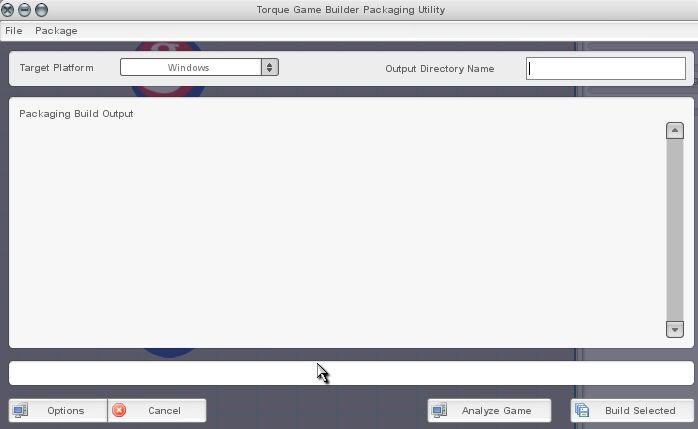 Torque Game Builder Packaging Utility
File Package
Target Platform Windows Output Directory Name
Packaging Build Output
Options Cancel Analyze Game Build Selected